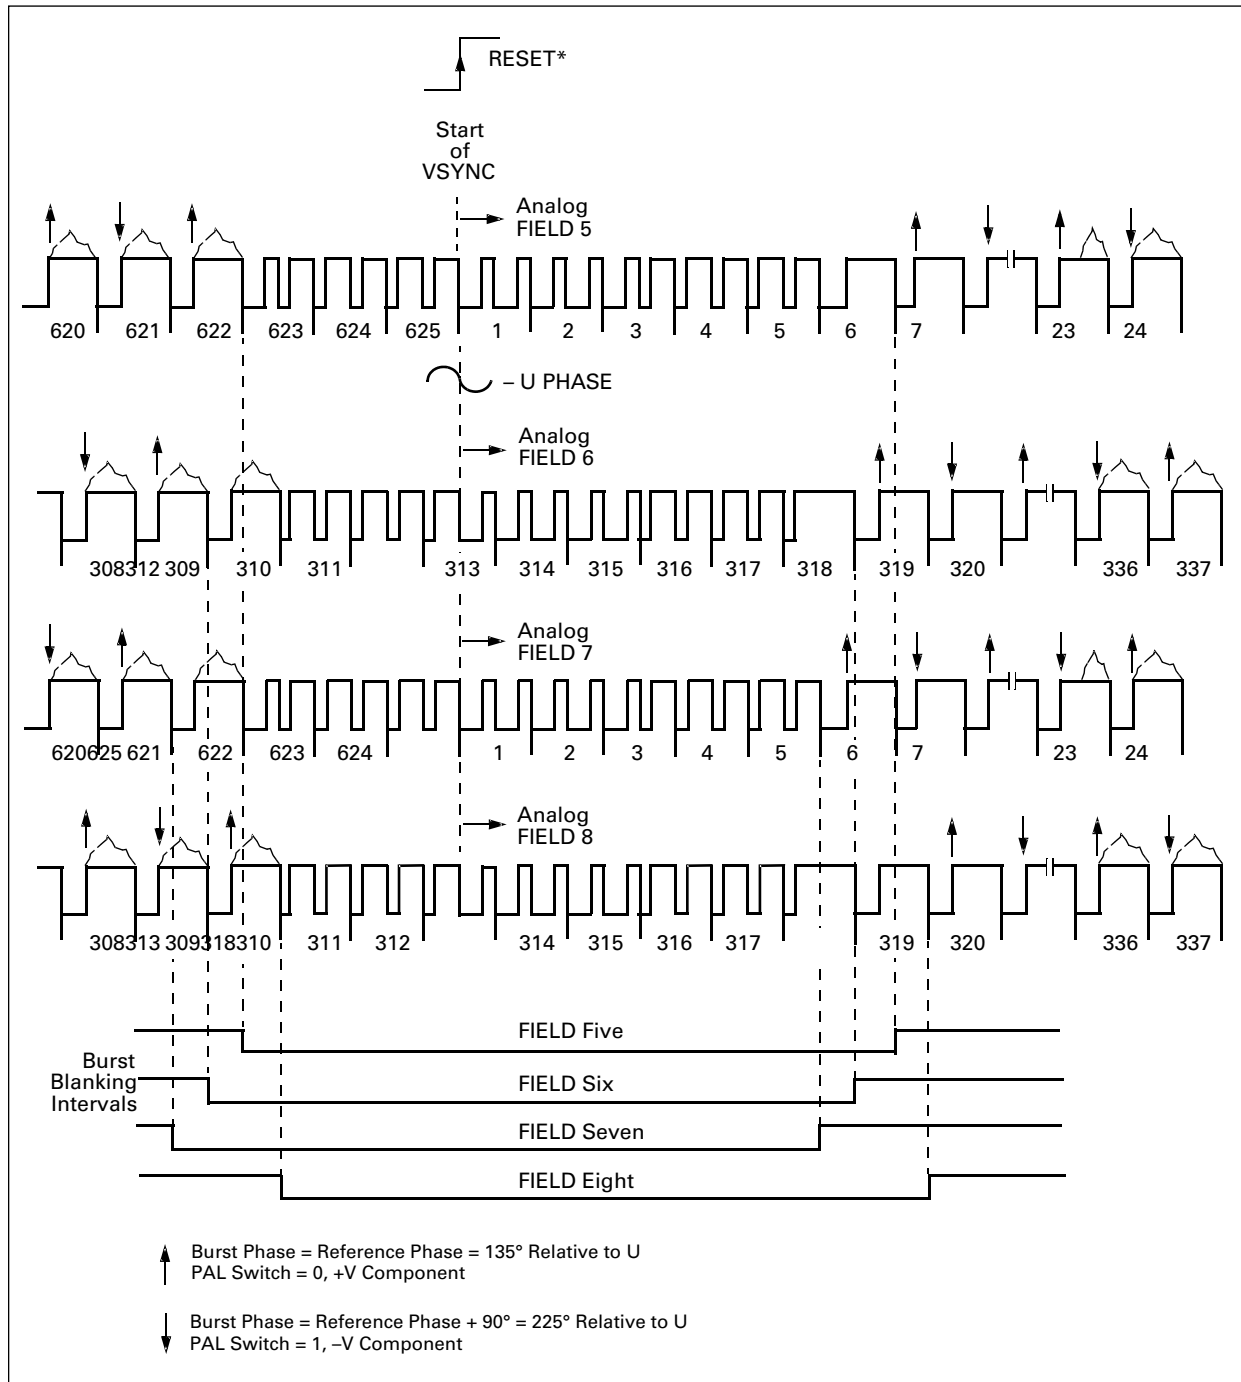 RESET*
Start
of
VSYNC
Analog
FIELD 5
620 621 622 623 624 625 1 2 3 4 5 6 7 23 24
– U PHASE
Analog
FIELD 6
308312 309 310 311 313 314 315 316 317 318 319 320 336 337
Analog
FIELD 7
620625 621 622 623 624 1 2 3 4 5 6 7 23 24
Analog
FIELD 8
308313 309318310 311 312 314 315 316 317 319 320 336 337
Burst
Blanking
Intervals
FIELD Five
FIELD Six
FIELD Seven
FIELD Eight
Burst Phase = Reference Phase = 135° Relative to U
PAL Switch = 0, +V Component
Burst Phase = Reference Phase + 90° = 225° Relative to U
PAL Switch = 1, –V Component